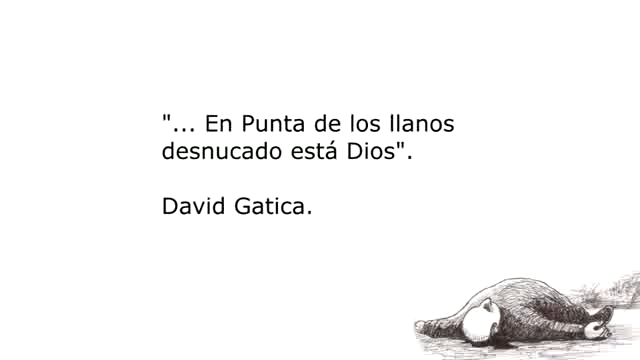 "... En Punta de los llanos
desnucado está Dios".
David Gatica.